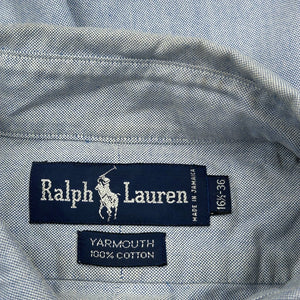 Ralph Lauren
MADE IN JAMAICA
16½-36
YARMOUTH
100% COTTON